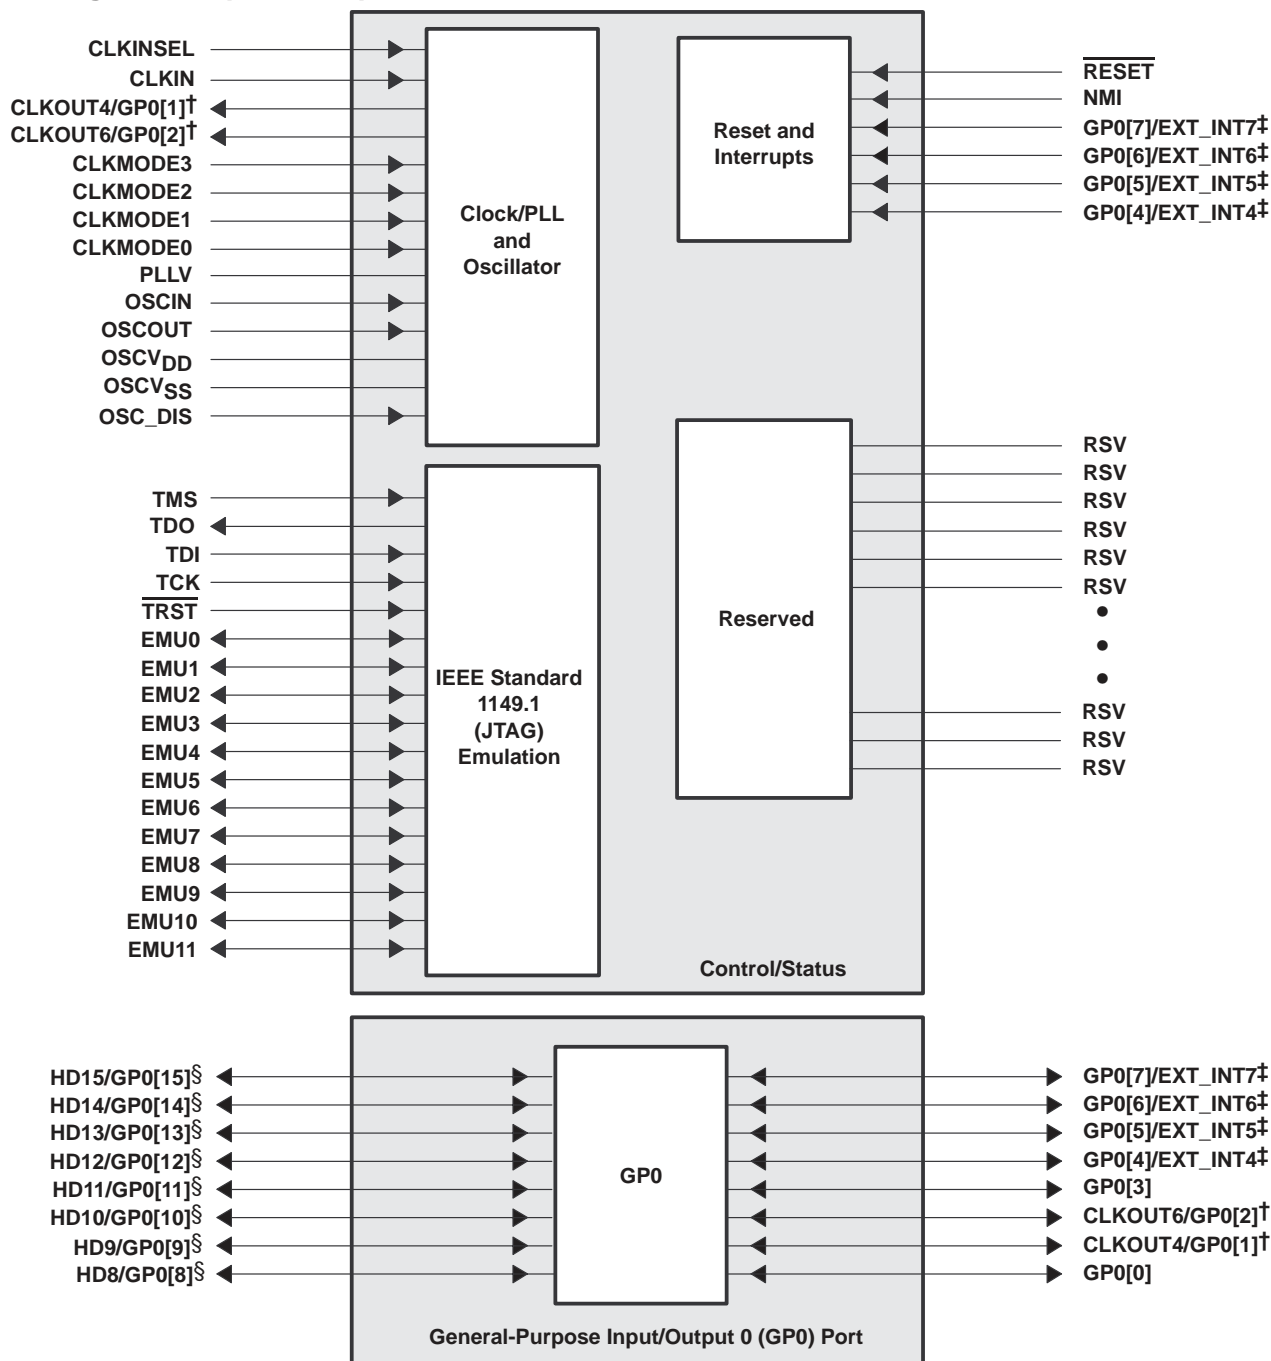 CLKINSEL
CLKIN
CLKOUT4/GP0[1]†
CLKOUT6/GP0[2]†
CLKMODE3
CLKMODE2
CLKMODE1
CLKMODE0
PLLV
OSCIN
OSCOUT
OSCVDD
OSCVSS
OSC_DIS
Clock/PLL
and
Oscillator
Reset and
Interrupts
RESET
NMI
GP0[7]/EXT_INT7‡
GP0[6]/EXT_INT6‡
GP0[5]/EXT_INT5‡
GP0[4]/EXT_INT4‡
TMS
TDO
TDI
TCK
TRST
EMU0
EMU1
EMU2
EMU3
EMU4
EMU5
EMU6
EMU7
EMU8
EMU9
EMU10
EMU11
IEEE Standard
1149.1
(JTAG)
Emulation
Reserved
RSV
RSV
RSV
RSV
RSV
RSV
•
•
•
RSV
RSV
RSV
Control/Status
HD15/GP0[15]§
HD14/GP0[14]§
HD13/GP0[13]§
HD12/GP0[12]§
HD11/GP0[11]§
HD10/GP0[10]§
HD9/GP0[9]§
HD8/GP0[8]§
GP0
GP0[7]/EXT_INT7‡
GP0[6]/EXT_INT6‡
GP0[5]/EXT_INT5‡
GP0[4]/EXT_INT4‡
GP0[3]
CLKOUT6/GP0[2]†
CLKOUT4/GP0[1]†
GP0[0]
General-Purpose Input/Output 0 (GP0) Port